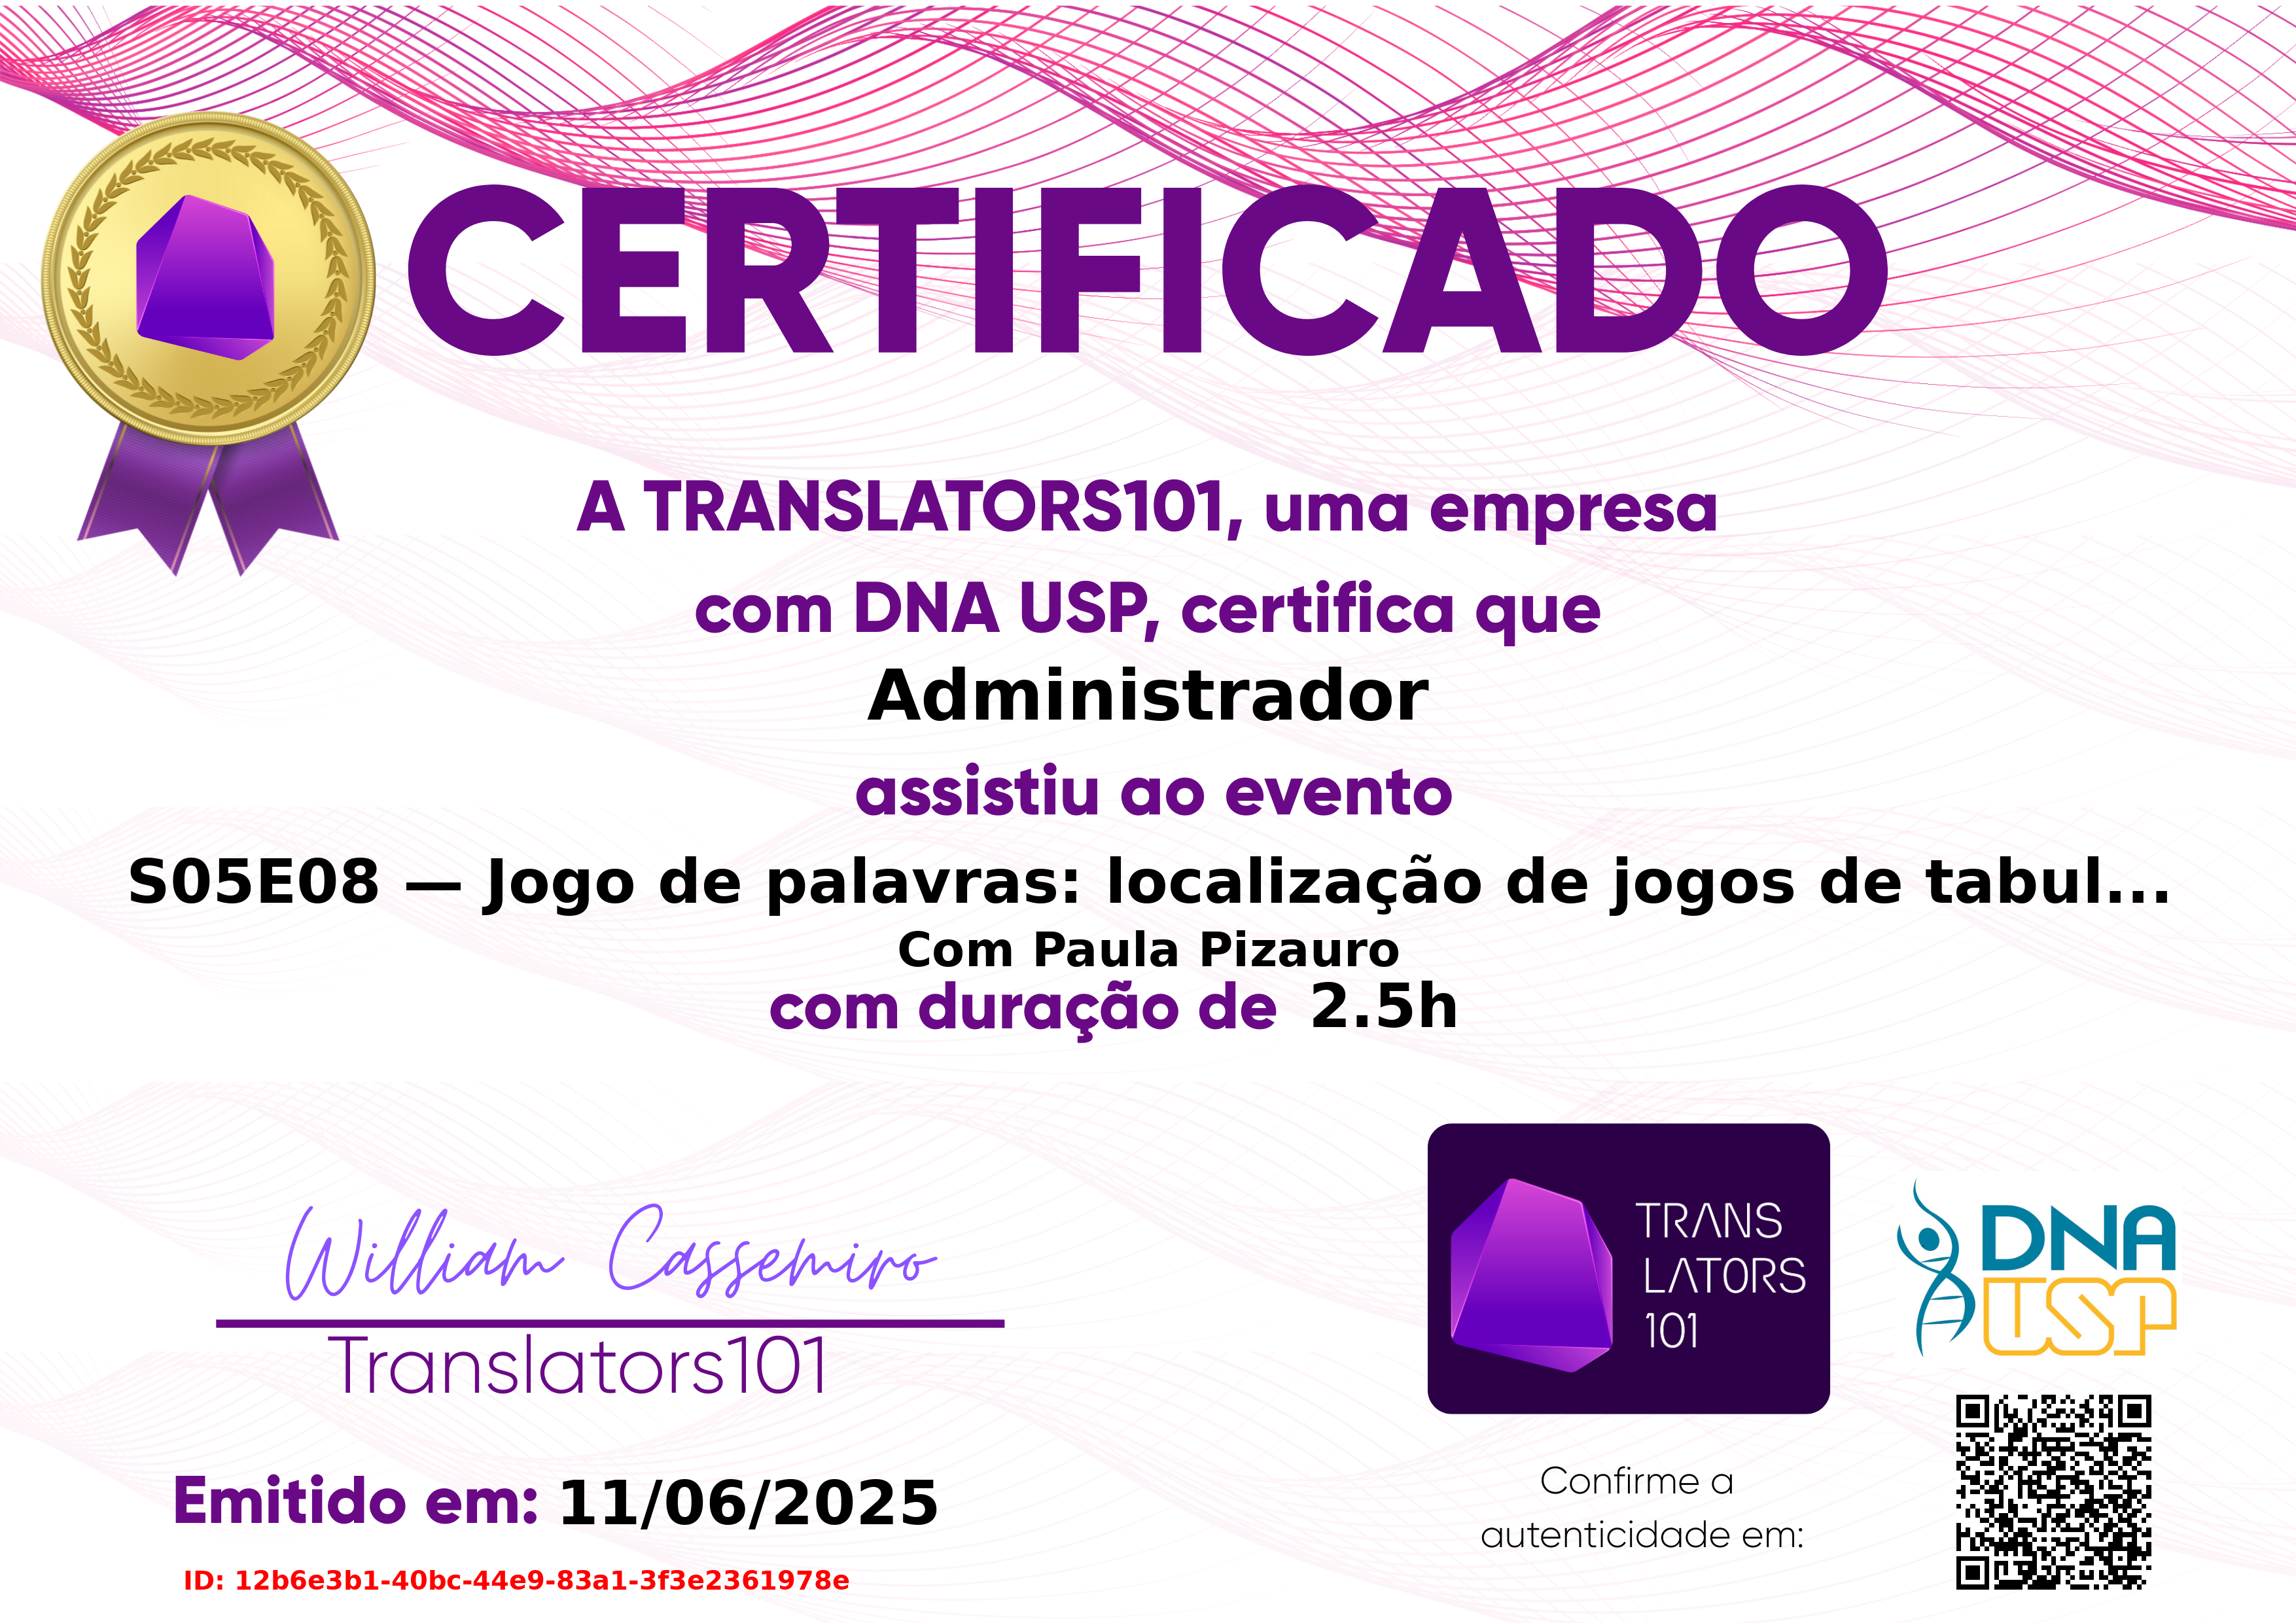 CERTIFICADO
A TRANSLATORS101, uma empresa
com DNA USP, certifica que
Administrador
assistiu ao evento
S05E08 — Jogo de palavras: localização de jogos de tabul...
Com Paula Pizauro
com duração de 2.5h
William Cassemiro
Translators101
Emitido em: 11/06/2025
ID: 12b6e3b1-40bc-44e9-83a1-3f3e2361978e
TRANS
LATORS
101
DNA
USP
Confirme a
autenticidade em: